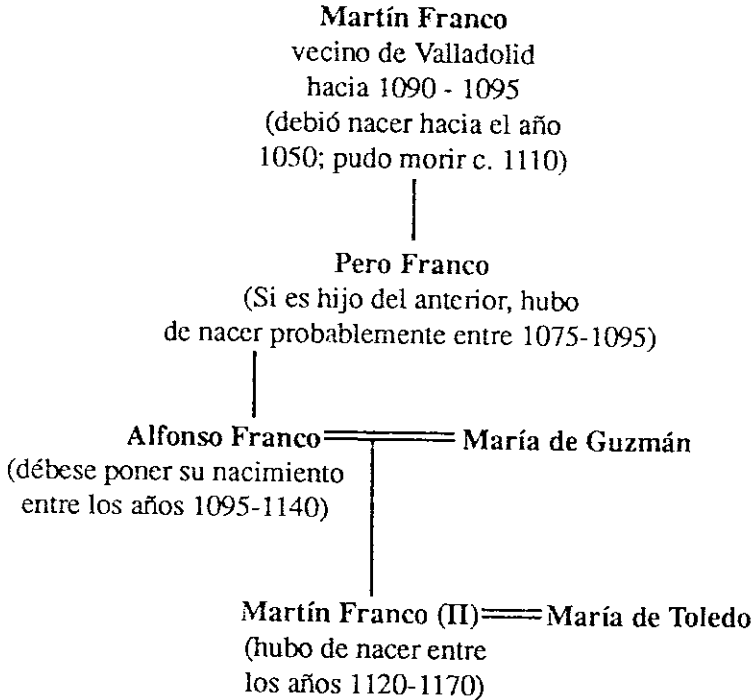 Martín Franco
vecino de Valladolid
hacia 1090 - 1095
(debió nacer hacia el año
1050; pudo morir c. 1110)
Pero Franco
(Si es hijo del anterior, hubo
de nacer probablemente entre 1075-1095)
Alfonso Franco María de Guzmán
(débese poner su nacimiento
entre los años 1095-1140)
Martín Franco (II) María de Toledo
(hubo de nacer entre
los años 1120-1170)